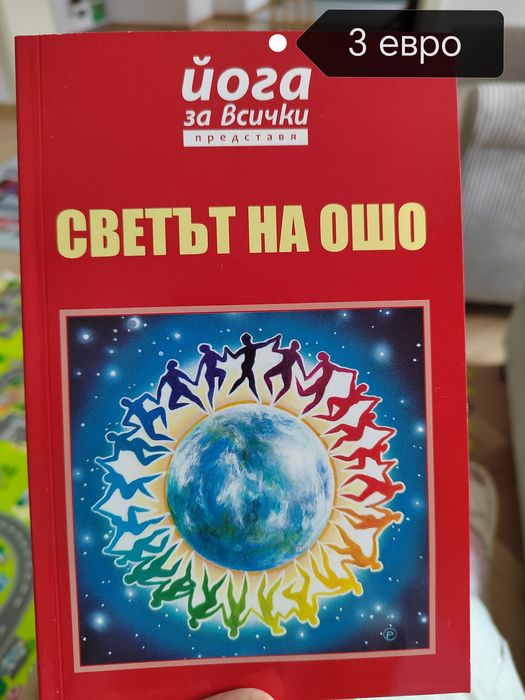 3 евро
йога
за всички
представя
СВЕТЪТ НА ОШО
P